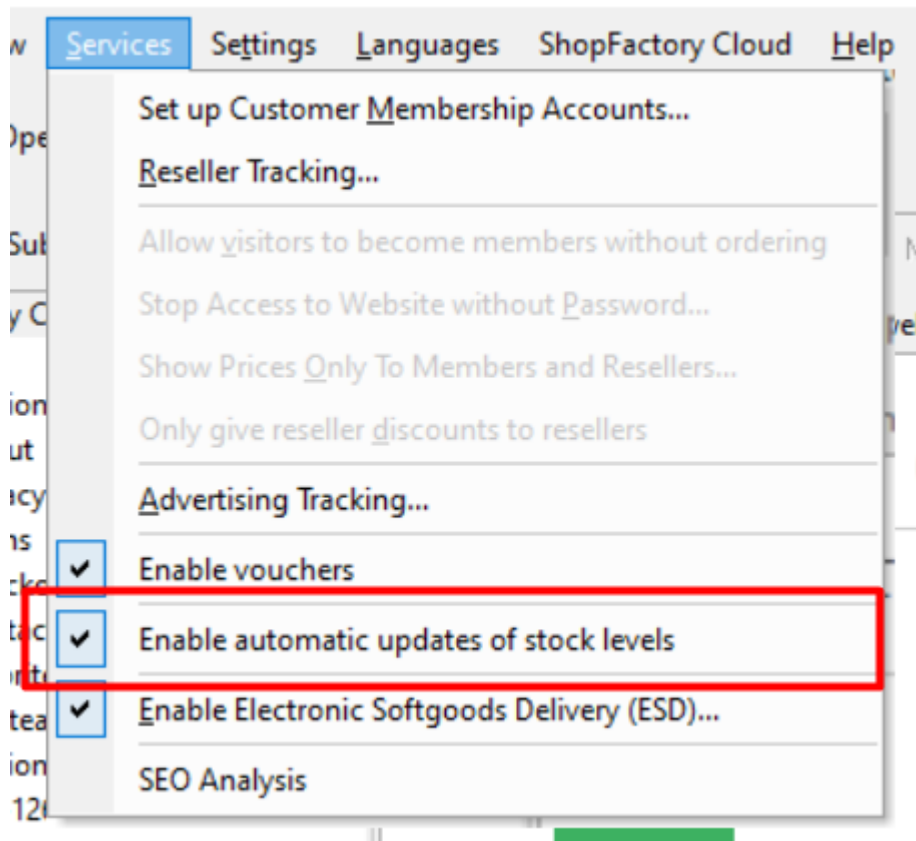 Services Settings Languages ShopFactory Cloud Help
Set up Customer Membership Accounts...
Reseller Tracking...
Allow visitors to become members without ordering
Stop Access to Website without Password...
Show Prices Only To Members and Resellers...
Only give reseller discounts to resellers
Advertising Tracking...
Enable vouchers
Enable automatic updates of stock levels
Enable Electronic Softgoods Delivery (ESD)...
SEO Analysis